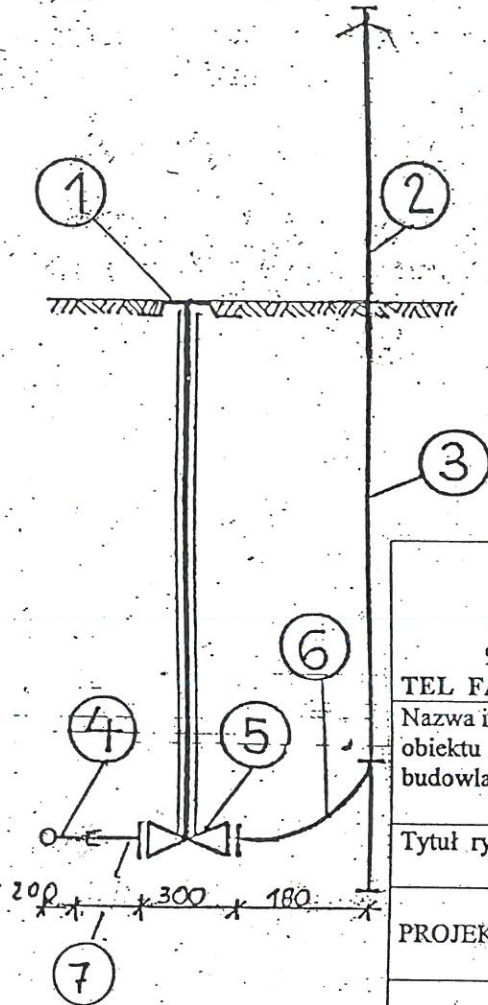 1
2
3
6
4
5
200 300 180
7
TEL FA
Nazwa i
obiektu
budowla
Tytuł ry
PROJEK